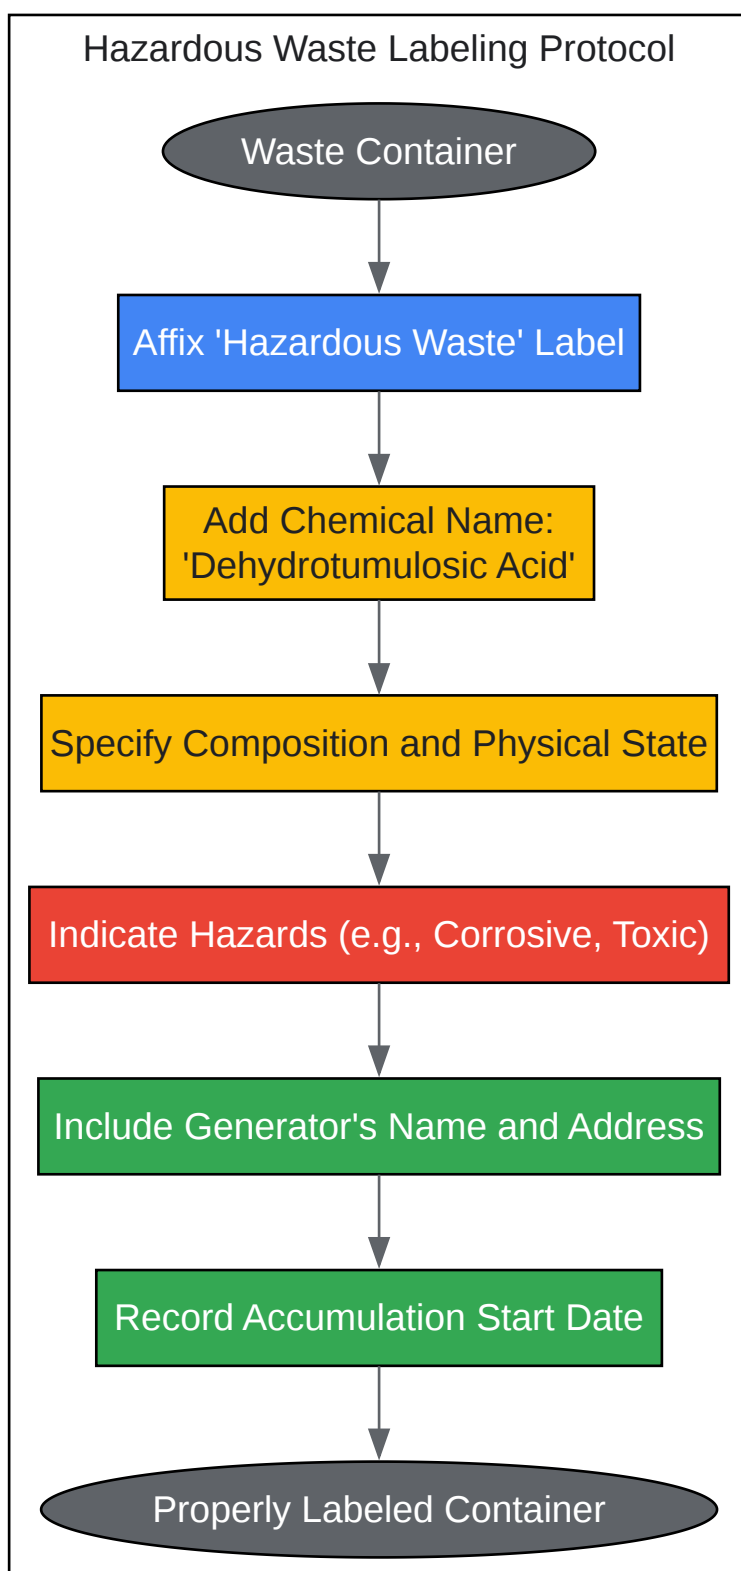 Hazardous Waste Labeling Protocol
Waste Container
Affix 'Hazardous Waste' Label
Add Chemical Name:
'Dehydrotumulosic Acid'
Specify Composition and Physical State
Indicate Hazards (e.g., Corrosive, Toxic)
Include Generator's Name and Address
Record Accumulation Start Date
Properly Labeled Container